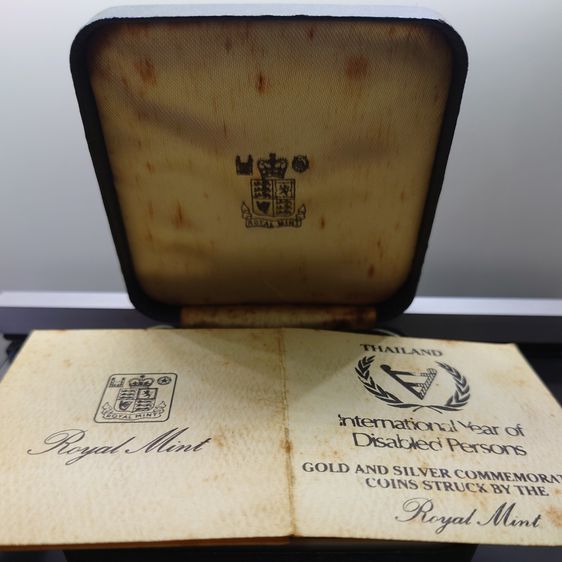 ROYAL MINT
ROYAL MINT
Royal Mint
THAILAND
International Year of
Disabled Persons
GOLD AND SILVER COMMEMORAT
COINS STRUCK BY THE
Royal Mint